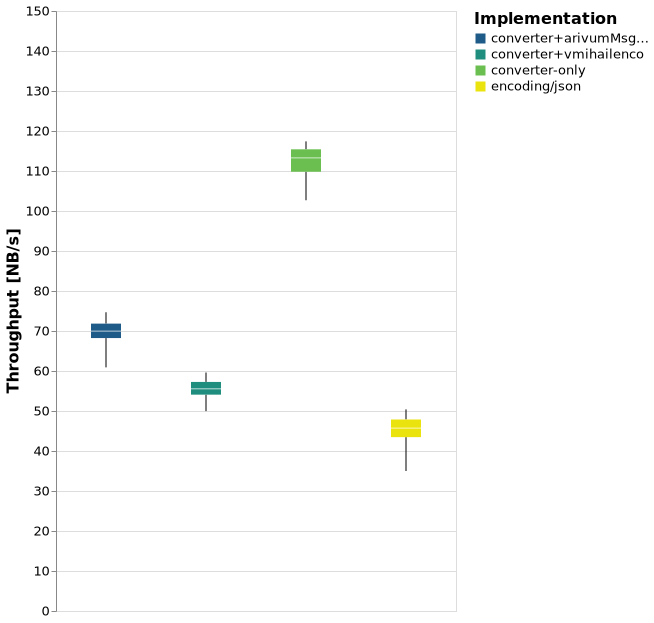 Implementation
converter+arivumMsg…
converter+vmihailenco
converter-only
encoding/json
Throughput [NB/s]
150
140
130
120
110
100
90
80
70
60
50
40
30
20
10
0